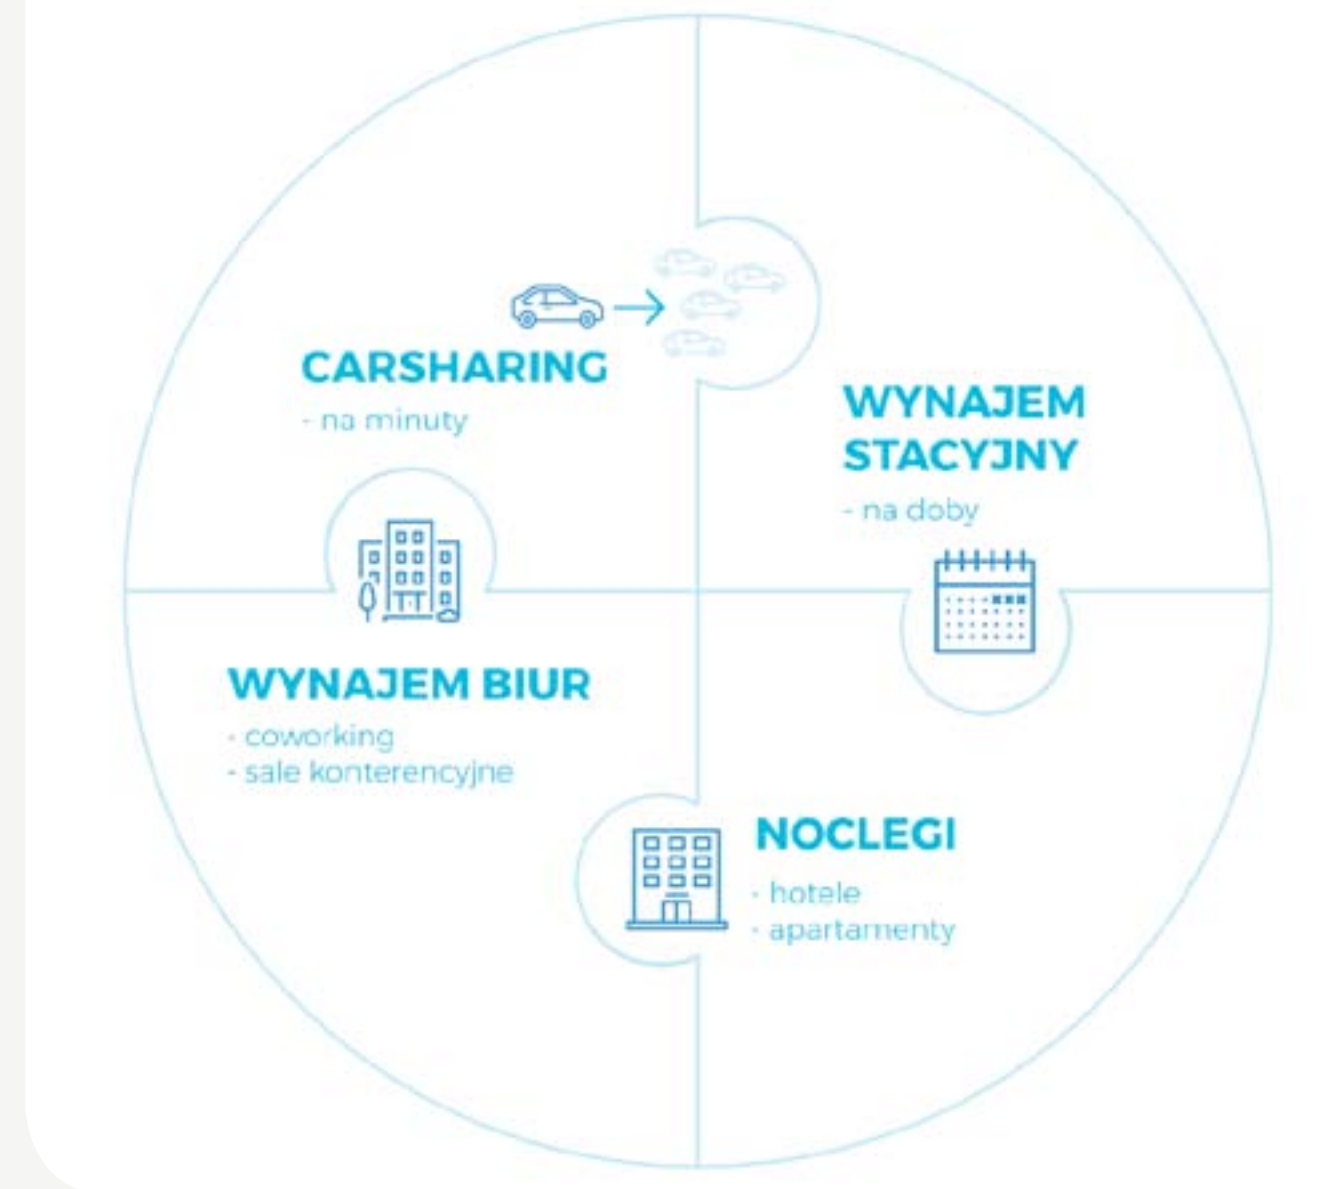 CARSHARING
- na minuty
WYNAJEM
STACYJNY
- na doby
WYNAJEM BIUR
- coworking
- sale konterencyjne
NOCLEGI
- hotele
- apartamenty